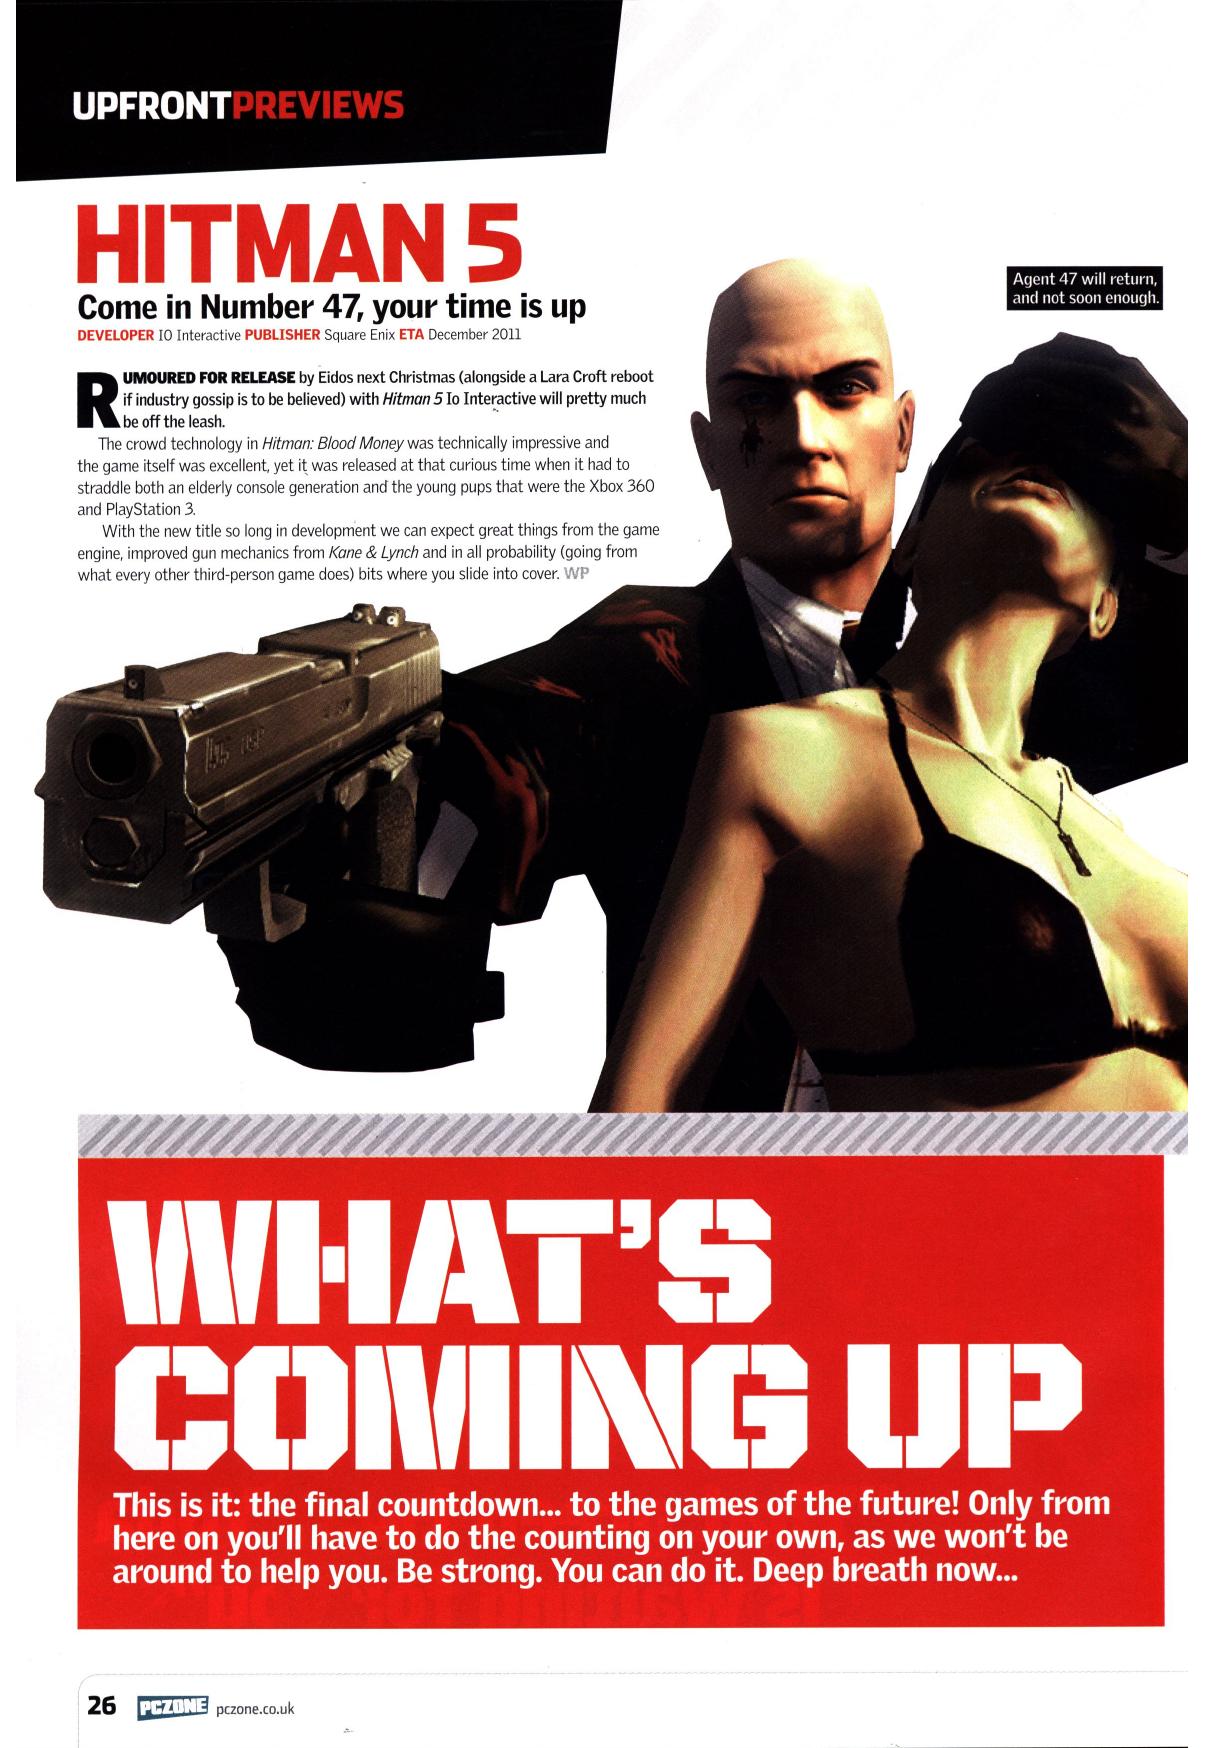 UPFRONTPREVIEWS
HITMAN 5
Come in Number 47, your time is up
DEVELOPER IO Interactive PUBLISHER Square Enix ETA December 2011
Agent 47 will return,
and not soon enough.
RUMOURED FOR RELEASE by Eidos next Christmas (alongside a Lara Croft reboot
if industry gossip is to be believed) with Hitman 5 Io Interactive will pretty much
be off the leash.
The crowd technology in Hitman: Blood Money was technically impressive and
the game itself was excellent, yet it was released at that curious time when it had to
straddle both an elderly console generation and the young pups that were the Xbox 360
and PlayStation 3.
With the new title so long in development we can expect great things from the game
engine, improved gun mechanics from Kane & Lynch and in all probability (going from
what every other third-person game does) bits where you slide into cover. WP
WHAT'S
COMING UP
This is it: the final countdown... to the games of the future! Only from
here on you'll have to do the counting on your own, as we won't be
around to help you. Be strong. You can do it. Deep breath now...
26 PCZONE pczone.co.uk